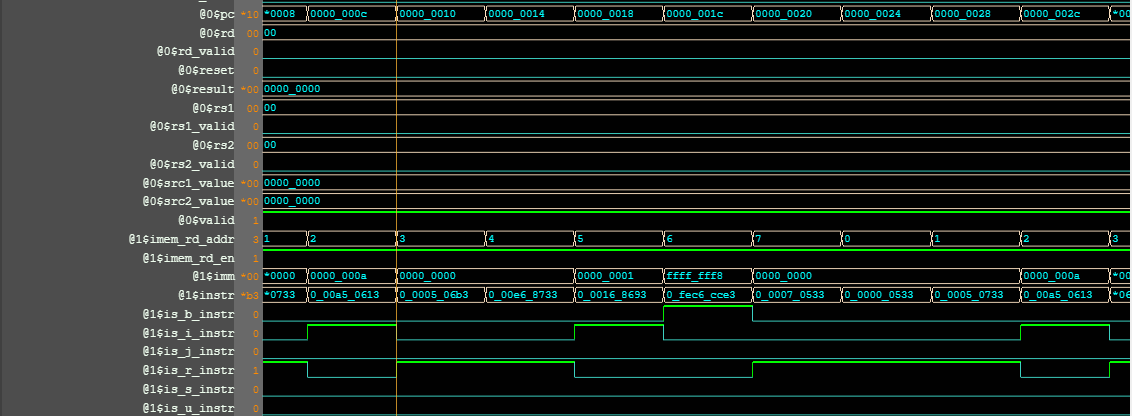 @0$pc *10 *0008 0000_000c 0000_0010 0000_0014 0000_0018 0000_001c 0000_0020 0000_0024 0000_0028 0000_002c *00
@0$rd 00 00
@0$rd_valid 0
@0$reset 0
@0$result *00 0000_0000
@0$rs1 00 00
@0$rs1_valid 0
@0$rs2 00 00
@0$rs2_valid 0
@0$src1_value *00 0000_0000
@0$src2_value *00 0000_0000
@0$valid 1
@1$imem_rd_addr 3 1 2 3 4 5 6 7 0 1 2 3
@1$imem_rd_en 1
@1$imm *00 *0000 0000_000a 0000_0000 0000_0001 ffff_fff8 0000_0000 0000_000a *00
@1$instr *b3 *0733 0_00a5_0613 0_0005_06b3 0_00e6_8733 0_0016_8693 0_fec6_cce3 0_0007_0533 0_0000_0533 0_0005_0733 0_00a5_0613 *06
@1$is_b_instr 0
@1$is_i_instr 0
@1$is_j_instr 0
@1$is_r_instr 1
@1$is_s_instr 0
@1$is_u_instr 0